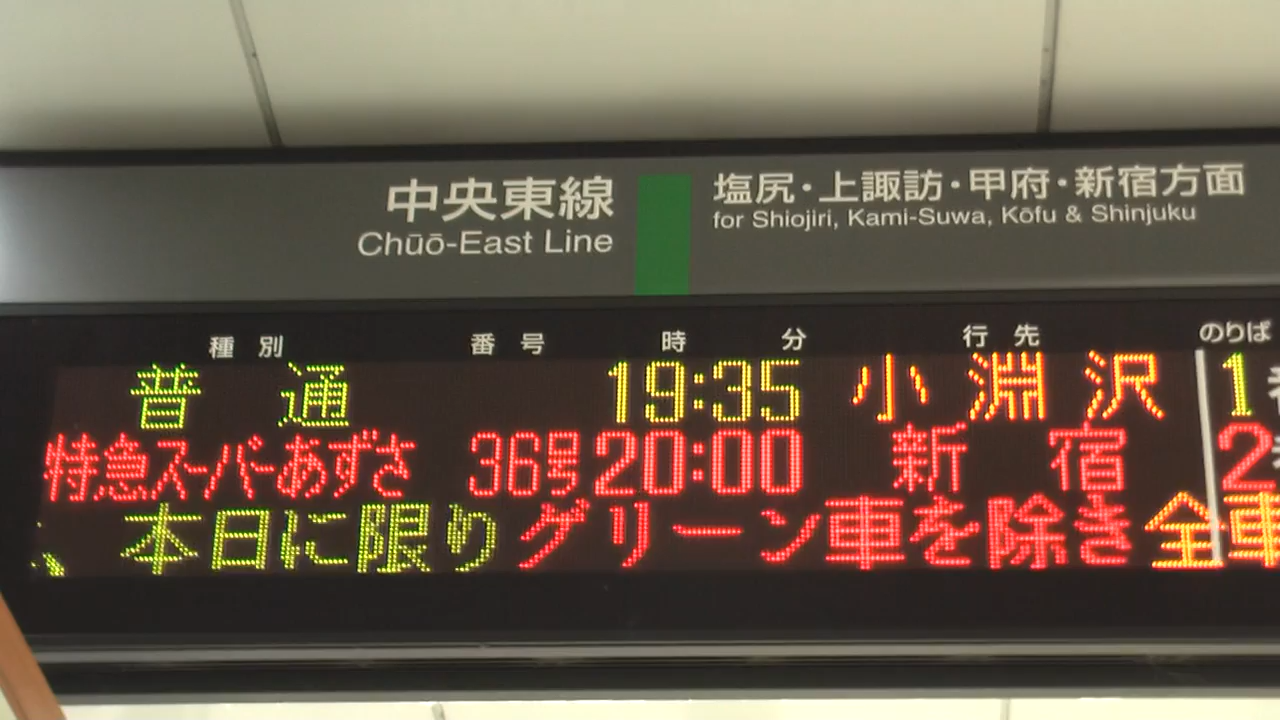 中央東線 塩尻・上諏訪・甲府・新宿方面
Chūō-East Line for Shiojiri, Kami-Suwa, Kōfu & Shinjuku
種別 番号 時 分 行先 のりば
普通 19:35 小淵沢 1
特急スーパーあずさ 36号 20:00 新宿 2
、本日に限りグリーン車を除き全車